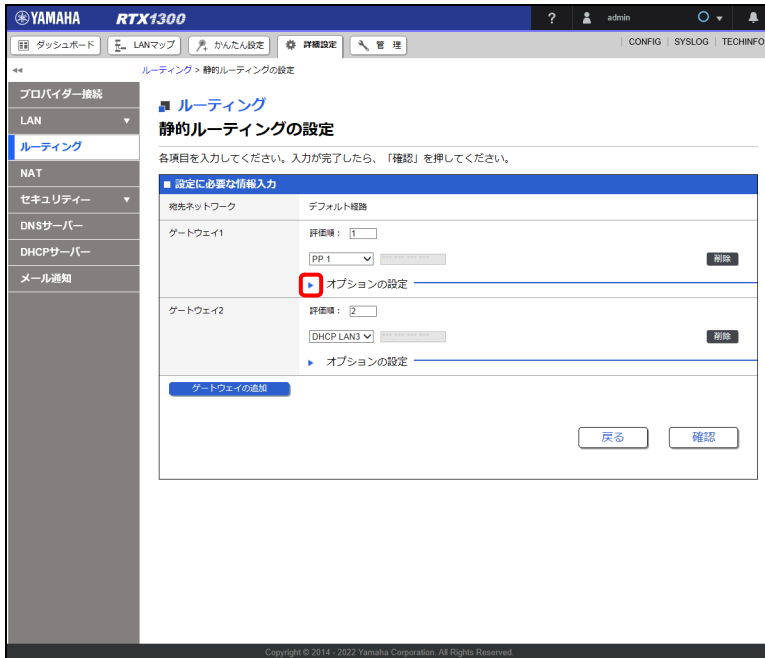 YAMAHA RTX1300 ? admin
ダッシュボード LANマップ かんたん設定 詳細設定 管 理 CONFIG SYSLOG TECHINFO
ルーティング > 静的ルーティングの設定
プロバイダー接続
LAN
ルーティング
NAT
セキュリティー
DNSサーバー
DHCPサーバー
メール通知
ルーティング
静的ルーティングの設定
各項目を入力してください。入力が完了したら、「確認」を押してください。
■ 設定に必要な情報入力
宛先ネットワーク デフォルト経路
ゲートウェイ1 評価順： 1
PP 1 削除
オプションの設定
ゲートウェイ2 評価順： 2
DHCP LAN3 削除
オプションの設定
ゲートウェイの追加
戻る 確認
Copyright © 2014 - 2022 Yamaha Corporation. All Rights Reserved.